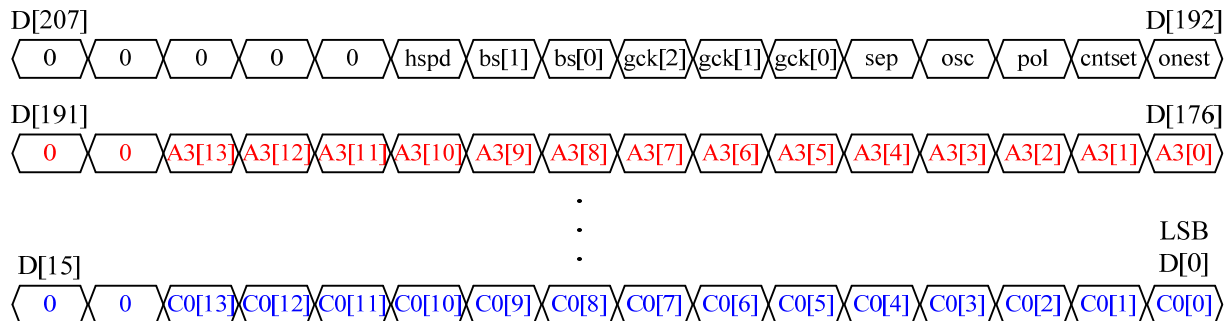 D[207] D[192]
0 0 0 0 0 hspd bs[1] bs[0] gck[2] gck[1] gck[0] sep osc pol cntset onest
D[191] D[176]
0 0 A3[13] A3[12] A3[11] A3[10] A3[9] A3[8] A3[7] A3[6] A3[5] A3[4] A3[3] A3[2] A3[1] A3[0]
LSB
D[15] D[0]
0 0 C0[13] C0[12] C0[11] C0[10] C0[9] C0[8] C0[7] C0[6] C0[5] C0[4] C0[3] C0[2] C0[1] C0[0]